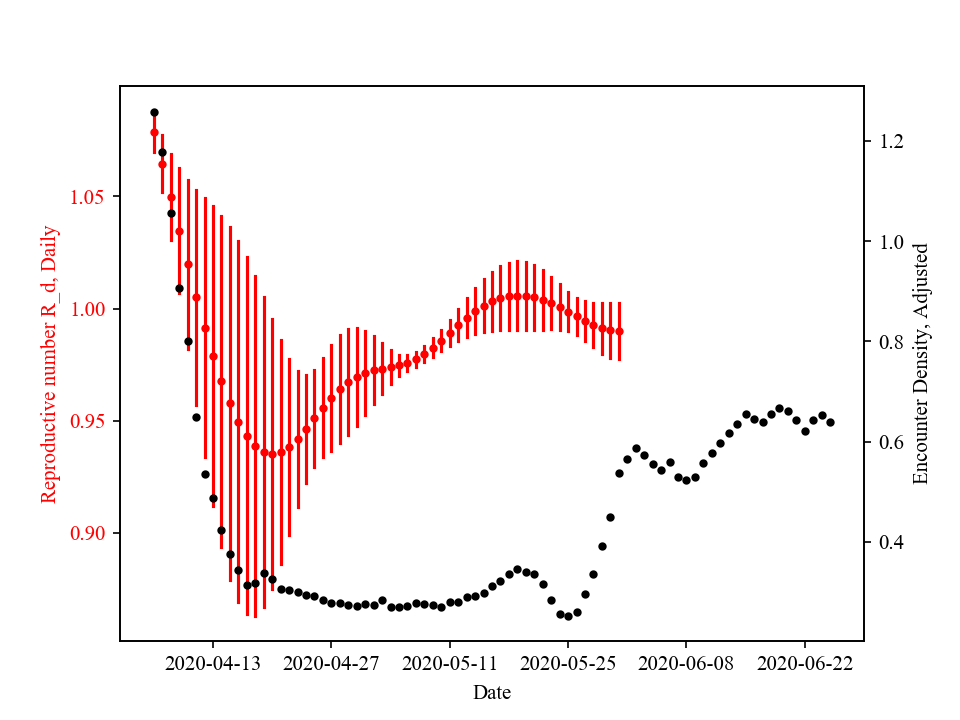 Reproductive number R_d, Daily
1.05
1.00
0.95
0.90
1.2
1.0
0.8
0.6
0.4
Encounter Density, Adjusted
2020-04-13 2020-04-27 2020-05-11 2020-05-25 2020-06-08 2020-06-22
Date